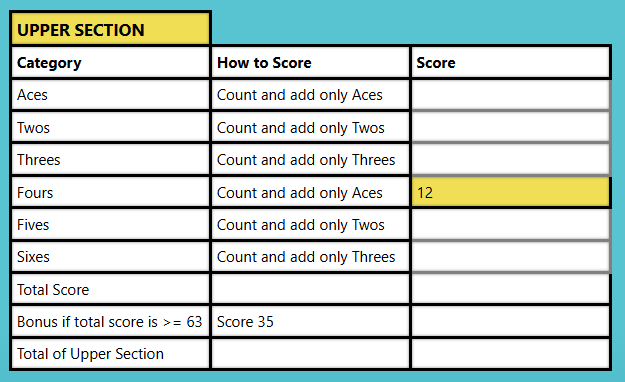 UPPER SECTION
Category How to Score Score
Aces Count and add only Aces
Twos Count and add only Twos
Threes Count and add only Threes
Fours Count and add only Aces 12
Fives Count and add only Twos
Sixes Count and add only Threes
Total Score
Bonus if total score is >= 63 Score 35
Total of Upper Section